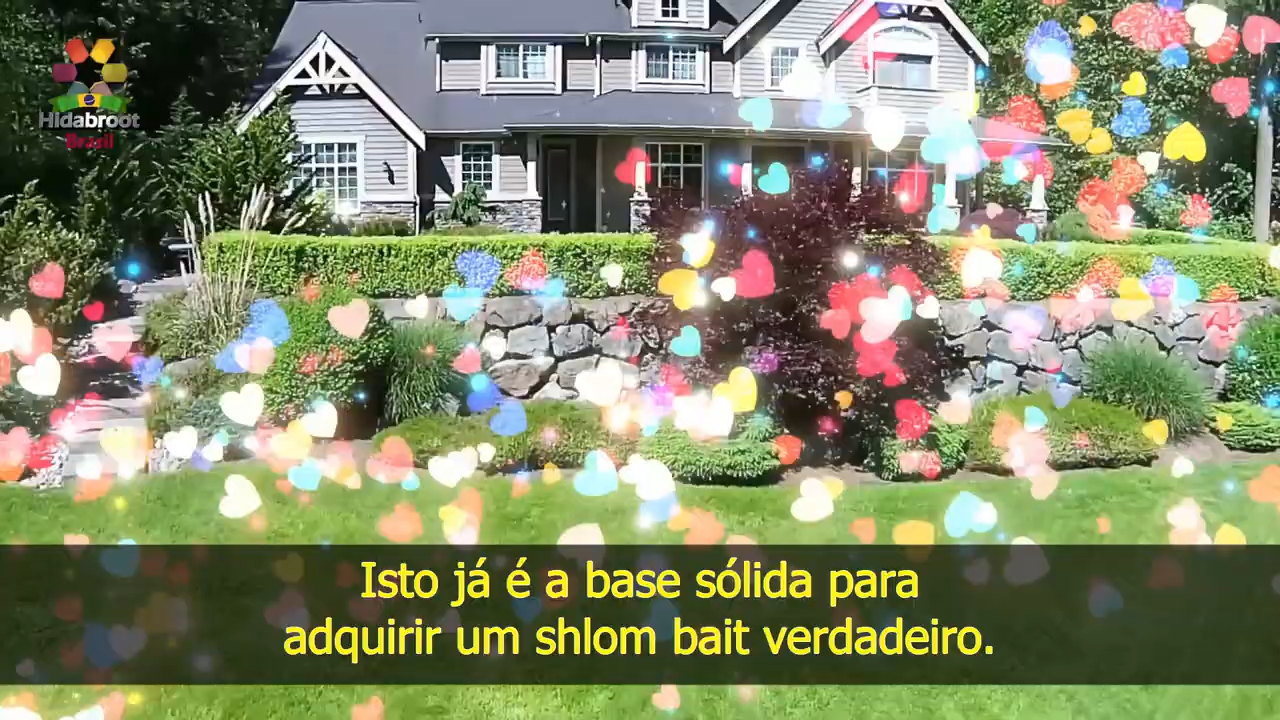 Hidabroot
Brazil
Isto já é a base sólida para
adquirir um shlom bait verdadeiro.